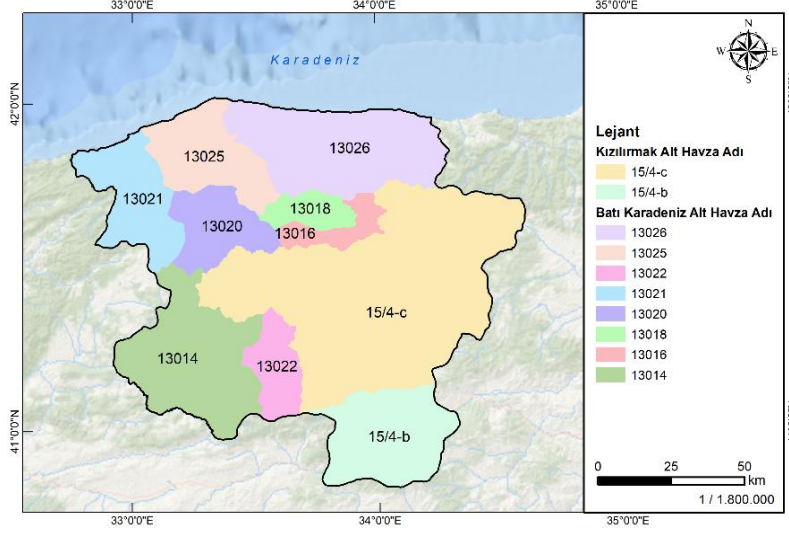 33°0'0"E
34°0'0"E
35°0'0"E
42°0'0"N
41°0'0"N
Karadeniz
13025
13026
13021
13020
13018
13016
15/4-c
13014
13022
15/4-b
N
W
E
S
Lejant
Kızılırmak Alt Havza Adı
15/4-c
15/4-b
Batı Karadeniz Alt Havza Adı
13026
13025
13022
13021
13020
13018
13016
13014
0 25 50
km
1 / 1.800.000
33°0'0"E
34°0'0"E
35°0'0"E